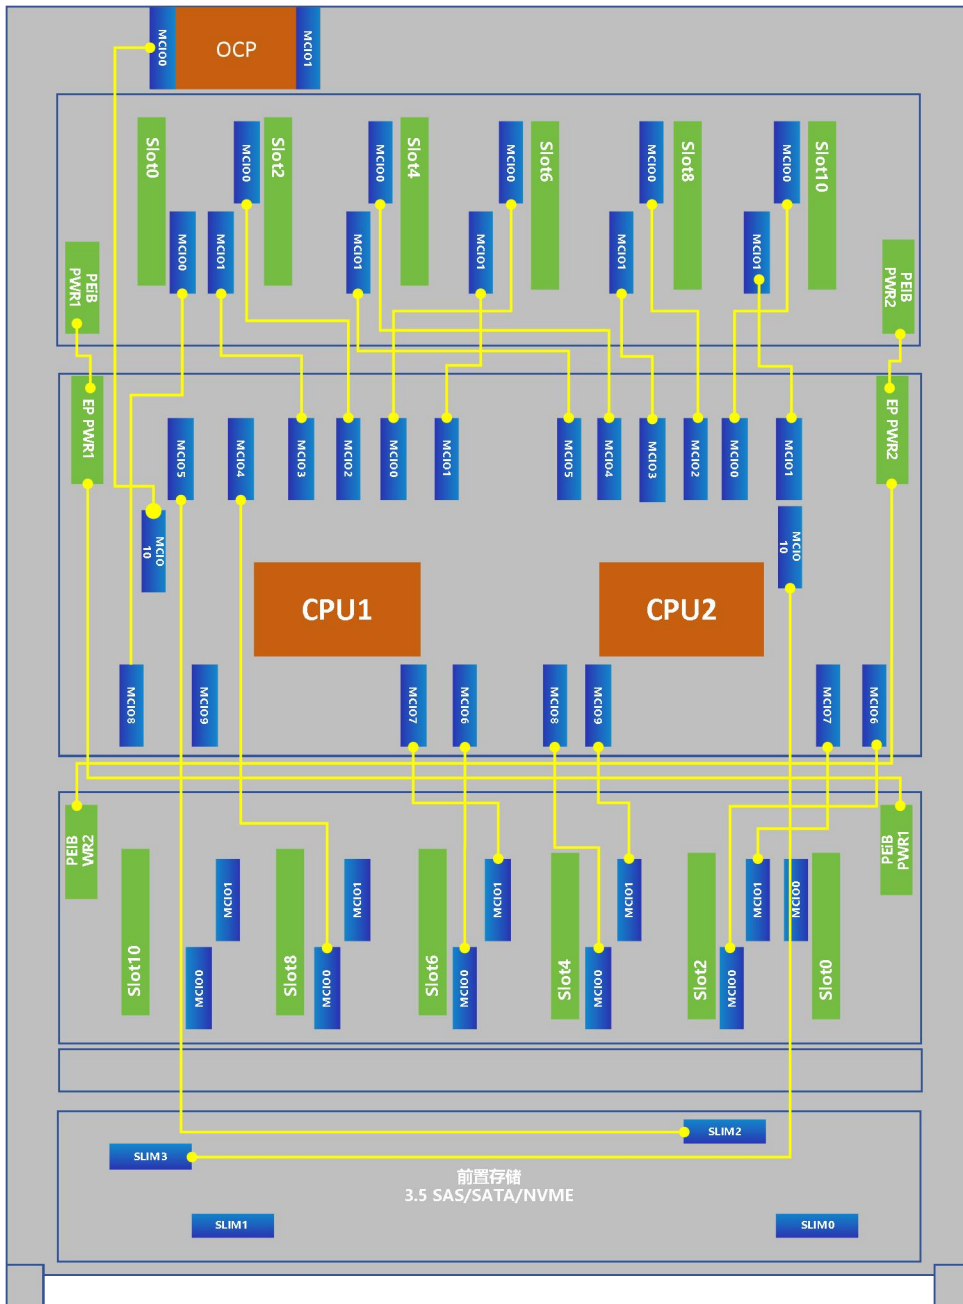 MCIO0
OCP
MCIO1
Slot0
MCIO0
Slot2
MCIO0
Slot4
MCIO0
Slot6
MCIO0
Slot8
MCIO0
Slot10
MCIO0
MCIO1
MCIO1
MCIO1
MCIO1
MCIO1
PEiB
PWR1
PEiB
PWR2
EP PWR1
MCIO5
MCIO4
MCIO3
MCIO2
MCIO0
MCIO1
MCIO5
MCIO4
MCIO3
MCIO2
MCIO0
MCIO1
EP PWR2
MCIO
10
MCIO
10
CPU1
CPU2
MCIO8
MCIO9
MCIO7
MCIO6
MCIO8
MCIO9
MCIO7
MCIO6
PEiB
WR2
PEiB
PWR1
Slot10
MCIO1
Slot8
MCIO1
Slot6
MCIO1
Slot4
MCIO1
Slot2
MCIO1
MCIO0
Slot0
MCIO0
MCIO0
MCIO0
MCIO0
MCIO0
SLIM2
SLIM3
前置存储
3.5 SAS/SATA/NVME
SLIM1
SLIM0